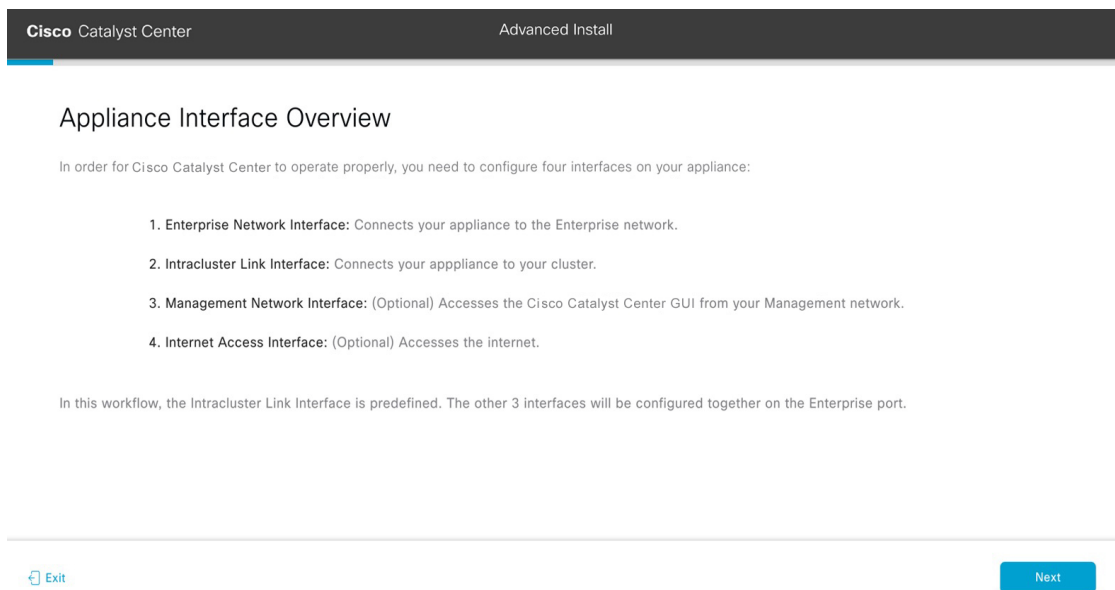 Cisco Catalyst Center
Advanced Install
Appliance Interface Overview
In order for Cisco Catalyst Center to operate properly, you need to configure four interfaces on your appliance:
1. Enterprise Network Interface: Connects your appliance to the Enterprise network.
2. Intracluster Link Interface: Connects your apppliance to your cluster.
3. Management Network Interface: (Optional) Accesses the Cisco Catalyst Center GUI from your Management network.
4. Internet Access Interface: (Optional) Accesses the internet.
In this workflow, the Intracluster Link Interface is predefined. The other 3 interfaces will be configured together on the Enterprise port.
Exit
Next